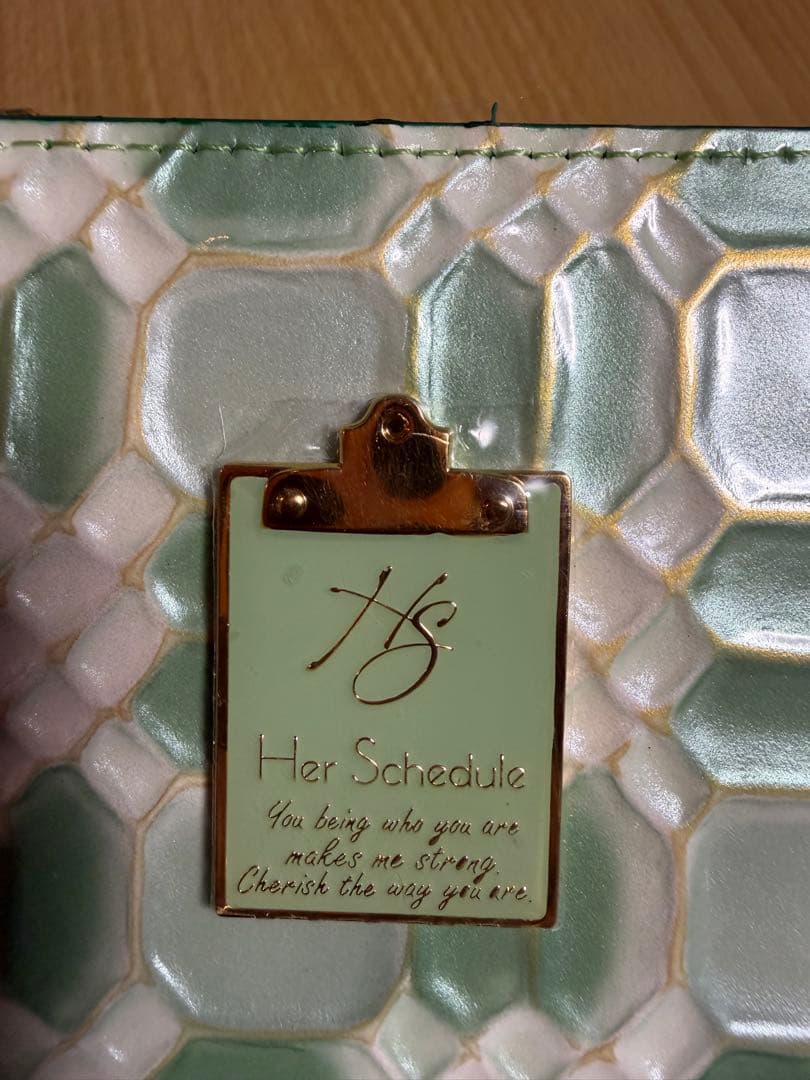 HS
Her Schedule
You being who you are
makes me strong.
Cherish the way you are.